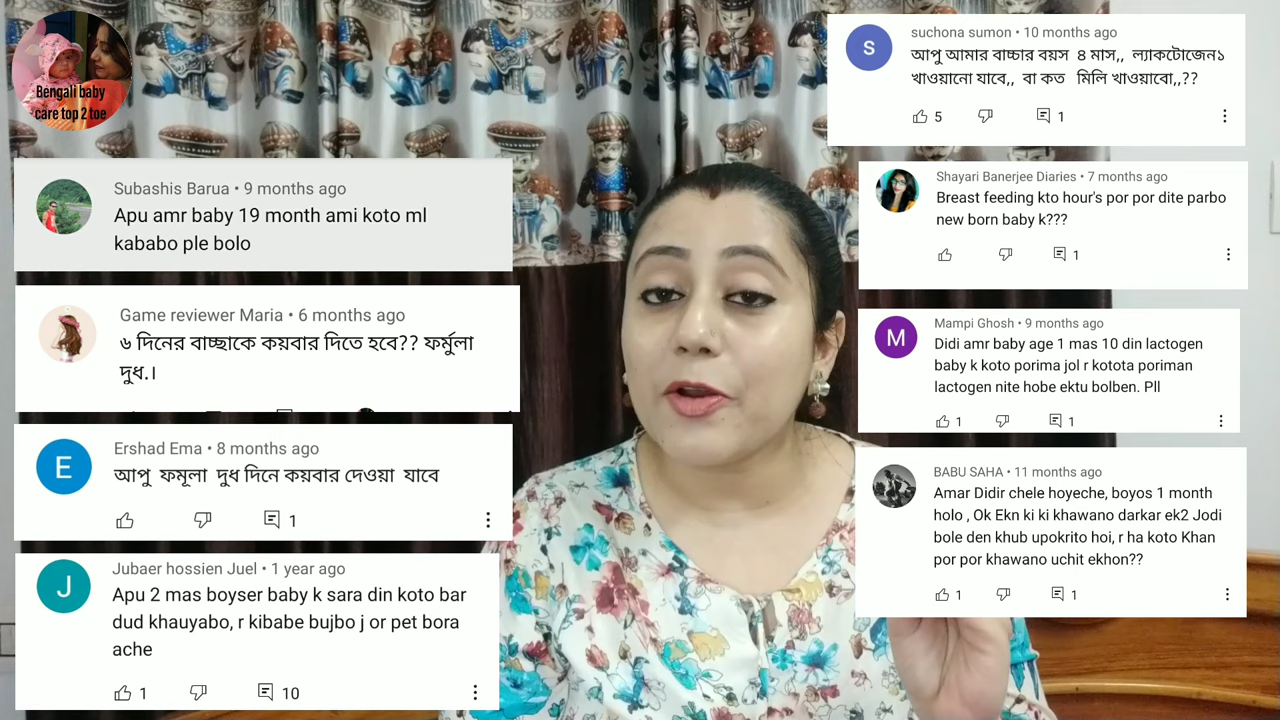 Bengali baby
care top 2 toe
Subashis Barua • 9 months ago
Apu amr baby 19 month ami koto ml
kababo ple bolo
Game reviewer Maria • 6 months ago
৬ দিনের বাচ্ছাকে কয়বার দিতে হবে?? ফর্মুলা
দুধ.।
Ershad Ema • 8 months ago
আপু ফমূলা দুধ দিনে কয়বার দেওয়া যাবে
1
Jubaer hossien Juel • 1 year ago
Apu 2 mas boyser baby k sara din koto bar
dud khauyabo, r kibabe bujbo j or pet bora
ache
1 10
suchona sumon • 10 months ago
আপু আমার বাচ্চার বয়স ৪ মাস,, ল্যাকটোজেন১
খাওয়ানো যাবে,, বা কত মিলি খাওয়াবো,,??
5 1
Shayari Banerjee Diaries • 7 months ago
Breast feeding kto hour's por por dite parbo
new born baby k???
1
Mampi Ghosh • 9 months ago
Didi amr baby age 1 mas 10 din lactogen
baby k koto porima jol r kotota poriman
lactogen nite hobe ektu bolben. Pll
1 1
BABU SAHA • 11 months ago
Amar Didir chele hoyeche, boyos 1 month
holo , Ok Ekn ki ki khawano darkar ek2 Jodi
bole den khub upokrito hoi, r ha koto Khan
por por khawano uchit ekhon??
1 1